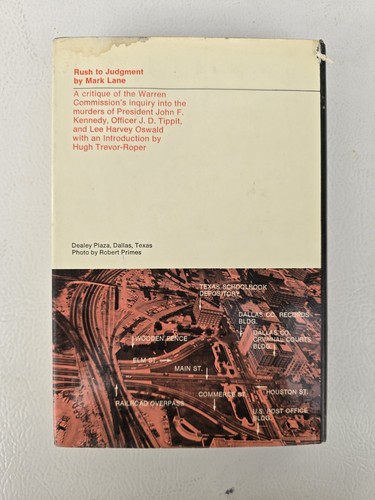 Rush to Judgment
by Mark Lane
A critique of the Warren
Commission's inquiry into the
murders of President John F.
Kennedy, Officer J. D. Tippit,
and Lee Harvey Oswald
with an Introduction by
Hugh Trevor-Roper
Dealey Plaza, Dallas, Texas
Photo by Robert Primes
TEXAS SCHOOLBOOK
DEPOSITORY
DALLAS CO. RECORDS
BLDG.
WOODEN FENCE
DALLAS CO.
CRIMINAL COURTS
BLDG.
ELM ST.
MAIN ST.
COMMERCE ST.
HOUSTON ST.
RAILROAD OVERPASS
U.S. POST OFFICE
BLDG.